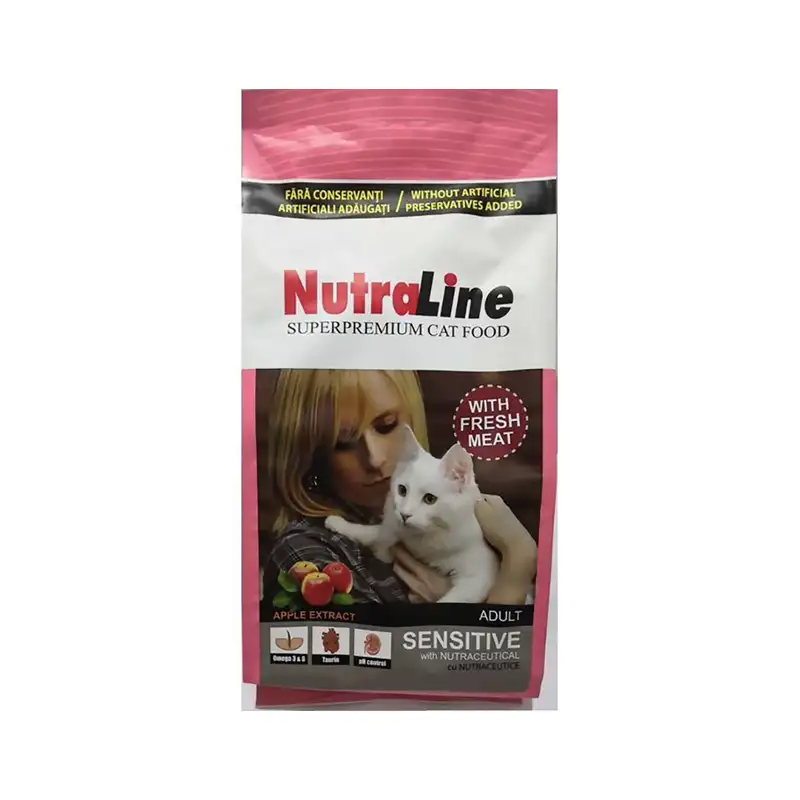 FĂRĂ CONSERVANȚI
ARTIFICIALI ADĂUGAȚI / WITHOUT ARTIFICIAL
PRESERVATIVES ADDED
NutraLine
SUPERPREMIUM CAT FOOD
WITH
FRESH
MEAT
APPLE EXTRACT
ADULT
Omega 3 & 6
Taurin
pH control
SENSITIVE
with NUTRACEUTICAL
cu NUTRACEUTICE